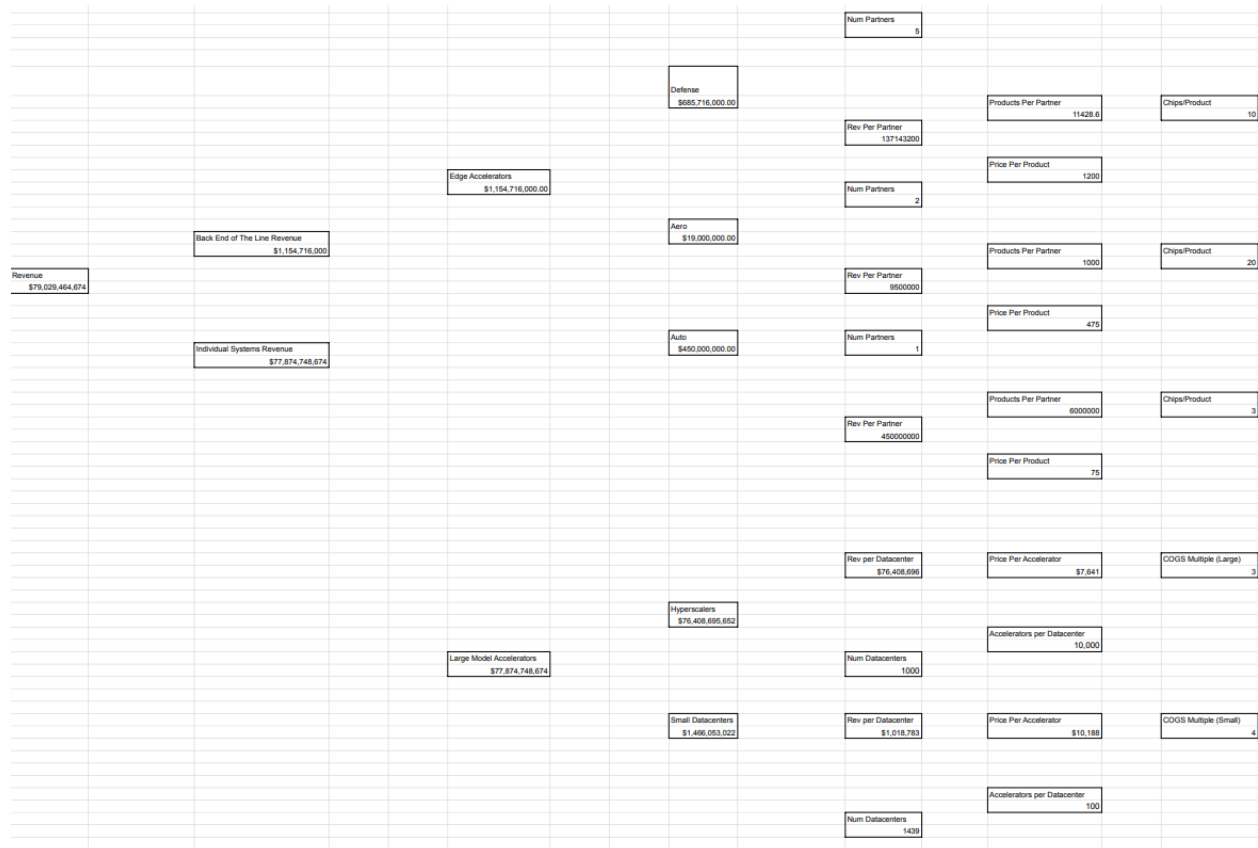 Num Partners
5
Defense
$685,716,000.00
Products Per Partner
11428.6
Chips/Product
10
Rev Per Partner
137143200
Price Per Product
1200
Edge Accelerators
$1,154,716,000.00
Num Partners
2
Aero
$19,000,000.00
Back End of The Line Revenue
$1,154,716,000
Products Per Partner
1000
Chips/Product
20
Revenue
$79,029,464,674
Rev Per Partner
9500000
Price Per Product
475
Auto
$450,000,000.00
Num Partners
1
Individual Systems Revenue
$77,874,748,674
Products Per Partner
6000000
Chips/Product
3
Rev Per Partner
450000000
Price Per Product
75
Rev per Datacenter
$76,408,696
Price Per Accelerator
$7,641
COGS Multiple (Large)
3
Hyperscalers
$76,408,695,652
Accelerators per Datacenter
10,000
Large Model Accelerators
$77,874,748,674
Num Datacenters
1000
Small Datacenters
$1,466,053,022
Rev per Datacenter
$1,018,783
Price Per Accelerator
$10,188
COGS Multiple (Small)
4
Accelerators per Datacenter
100
Num Datacenters
1439